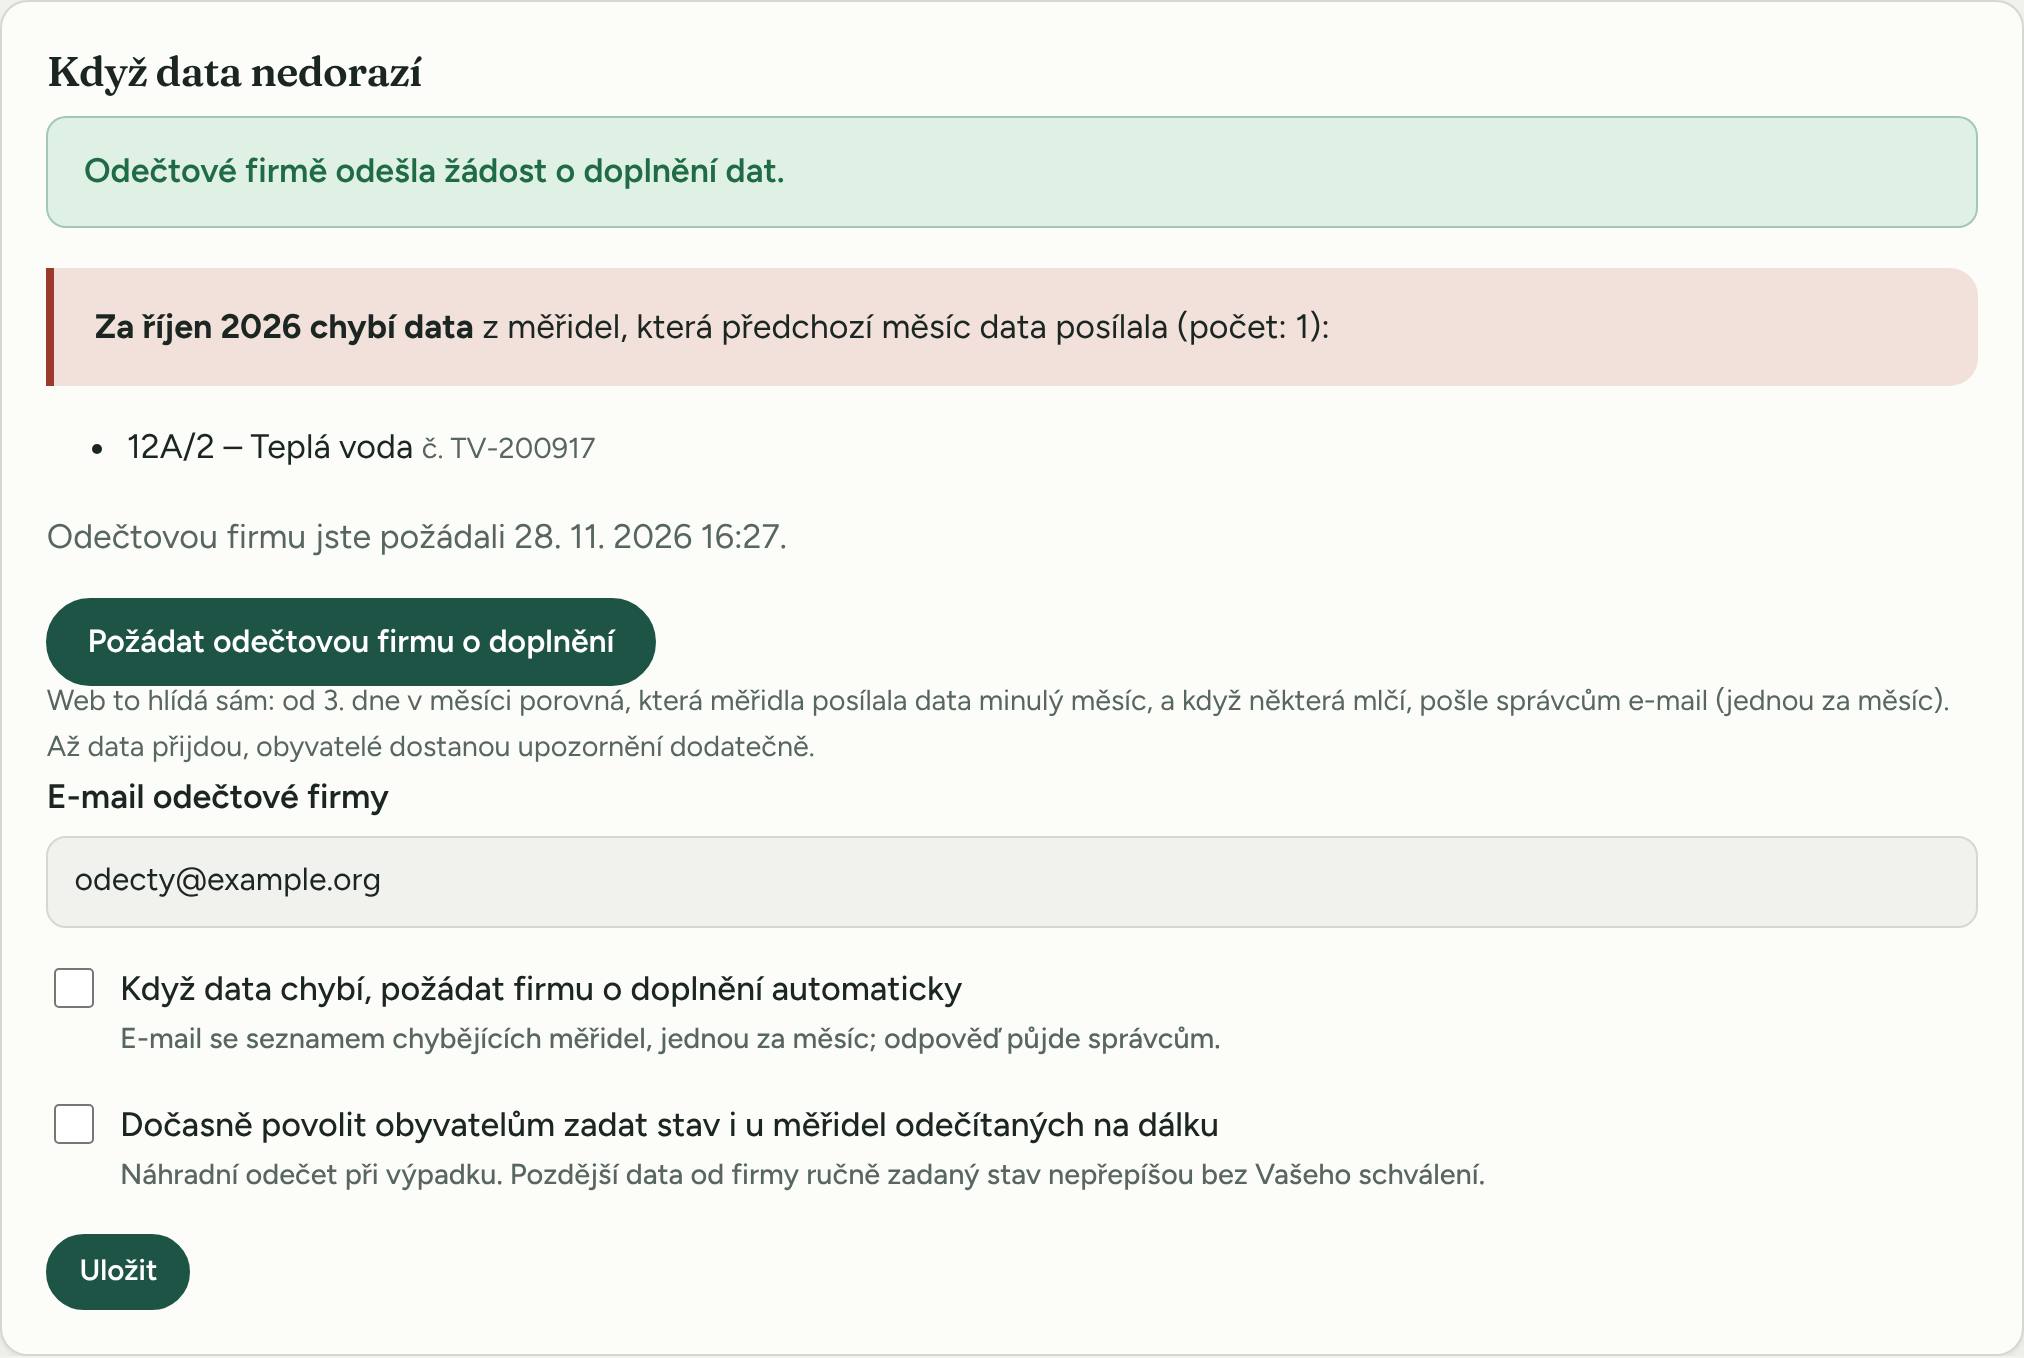 Když data nedorazí
Odečtové firmě odešla žádost o doplnění dat.
Za říjen 2026 chybí data z měřidel, která předchozí měsíc data posílala (počet: 1):
• 12A/2 – Teplá voda č. TV-200917
Odečtovou firmu jste požádali 28. 11. 2026 16:27.
Požádat odečtovou firmu o doplnění
Web to hlídá sám: od 3. dne v měsíci porovná, která měřidla posílala data minulý měsíc, a když některá mlčí, pošle správcům e-mail (jednou za měsíc).
Až data přijdou, obyvatelé dostanou upozornění dodatečně.
E-mail odečtové firmy
odecty@example.org
Když data chybí, požádat firmu o doplnění automaticky
E-mail se seznamem chybějících měřidel, jednou za měsíc; odpověď půjde správcům.
Dočasně povolit obyvatelům zadat stav i u měřidel odečítaných na dálku
Náhradní odečet při výpadku. Pozdější data od firmy ručně zadaný stav nepřepíšou bez Vašeho schválení.
Uložit